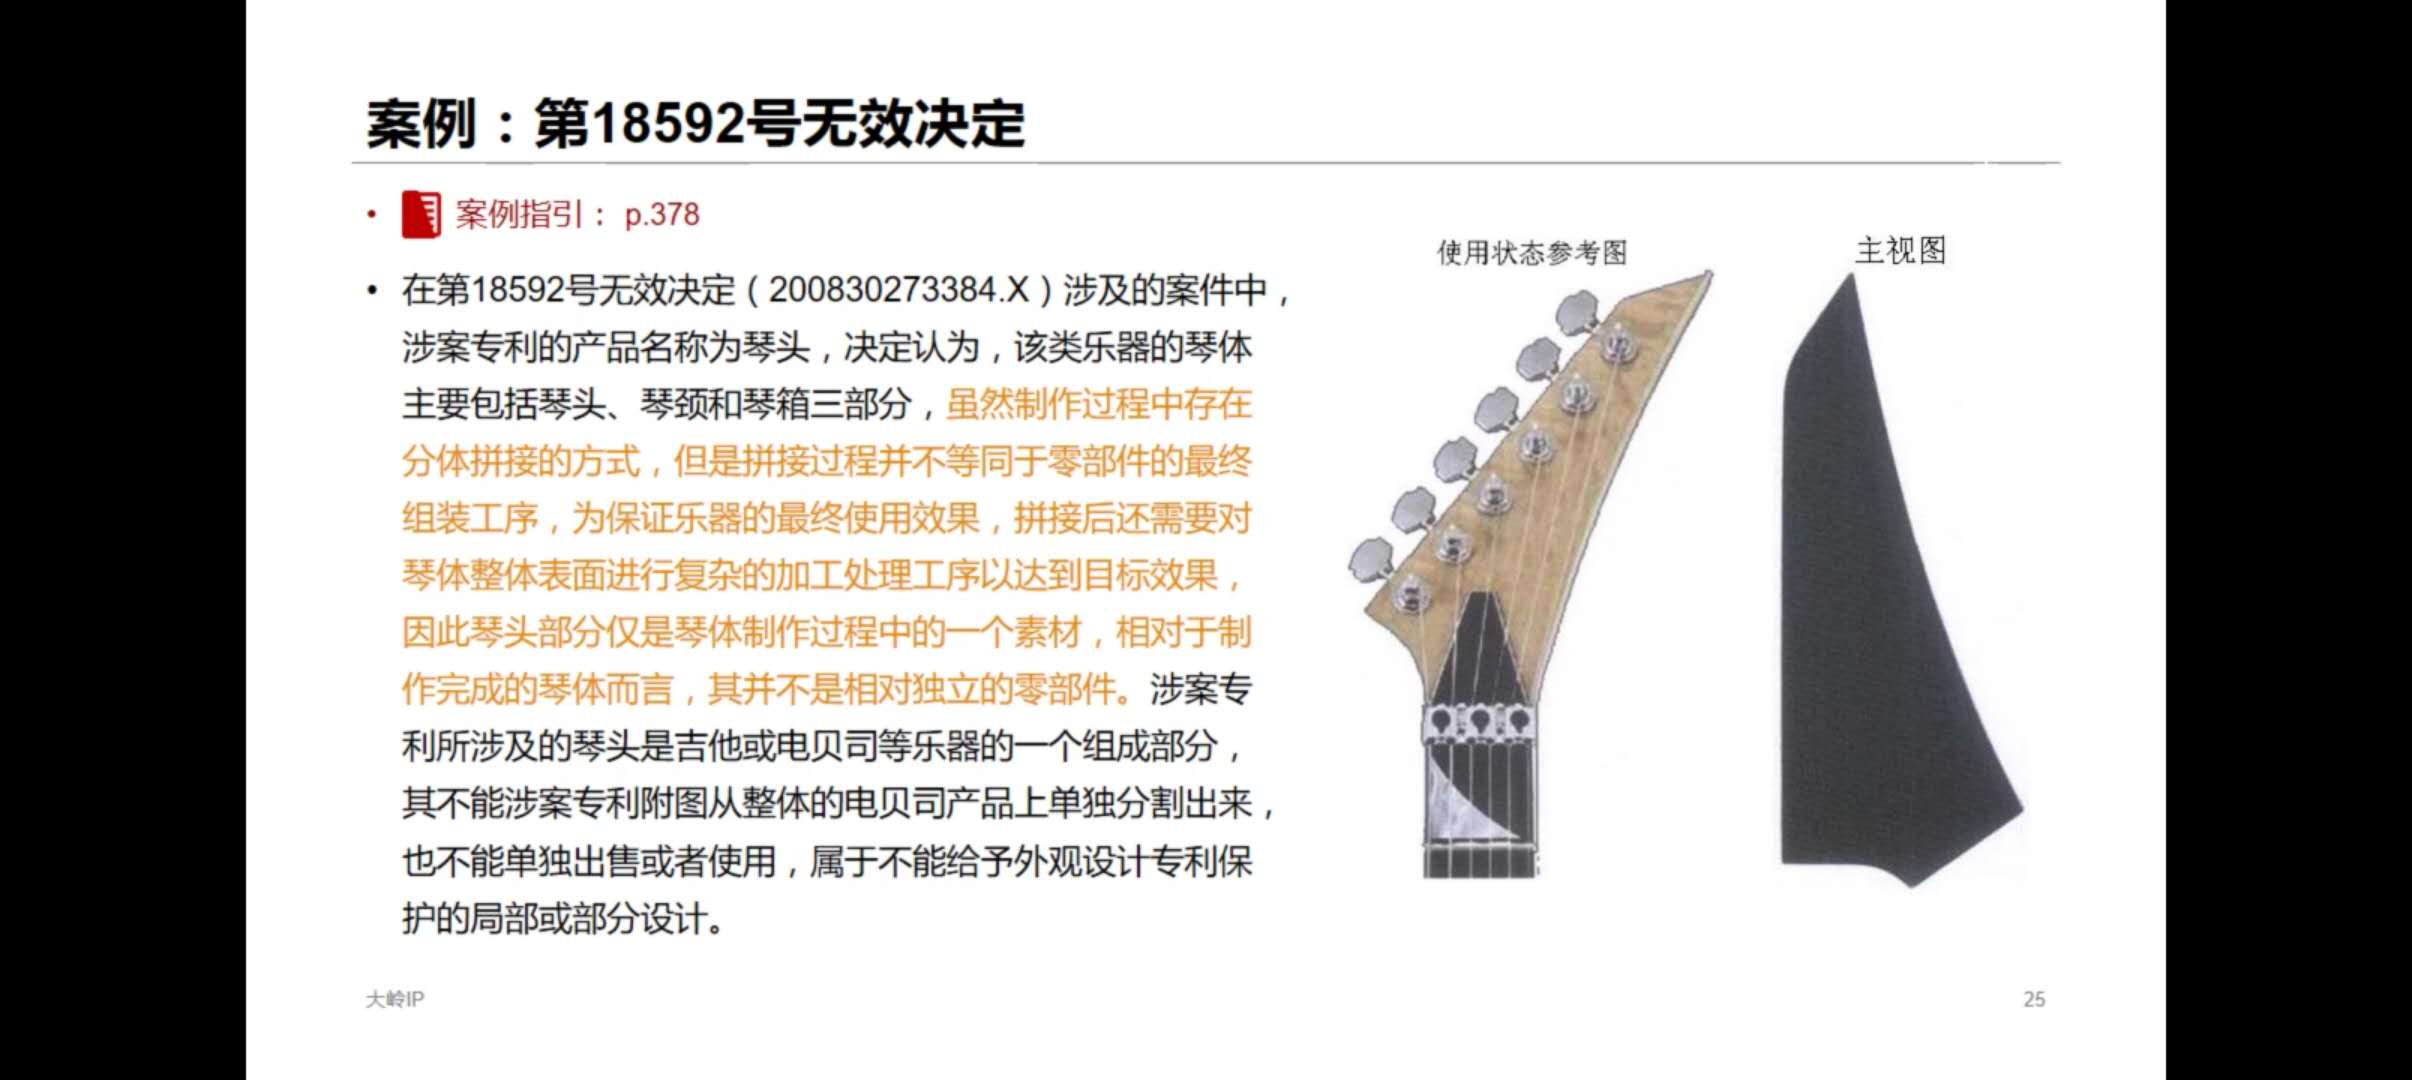 案例：第18592号无效决定
• 案例指引： p.378
• 在第18592号无效决定（200830273384.X）涉及的案件中，
涉案专利的产品名称为琴头，决定认为，该类乐器的琴体
主要包括琴头、琴颈和琴箱三部分，虽然制作过程中存在
分体拼接的方式，但是拼接过程并不等同于零部件的最终
组装工序，为保证乐器的最终使用效果，拼接后还需要对
琴体整体表面进行复杂的加工处理工序以达到目标效果，
因此琴头部分仅是琴体制作过程中的一个素材，相对于制
作完成的琴体而言，其并不是相对独立的零部件。涉案专
利所涉及的琴头是吉他或电贝司等乐器的一个组成部分，
其不能涉案专利附图从整体的电贝司产品上单独分割出来，
也不能单独出售或者使用，属于不能给予外观设计专利保
护的局部或部分设计。
使用状态参考图
主视图
大岭IP
25